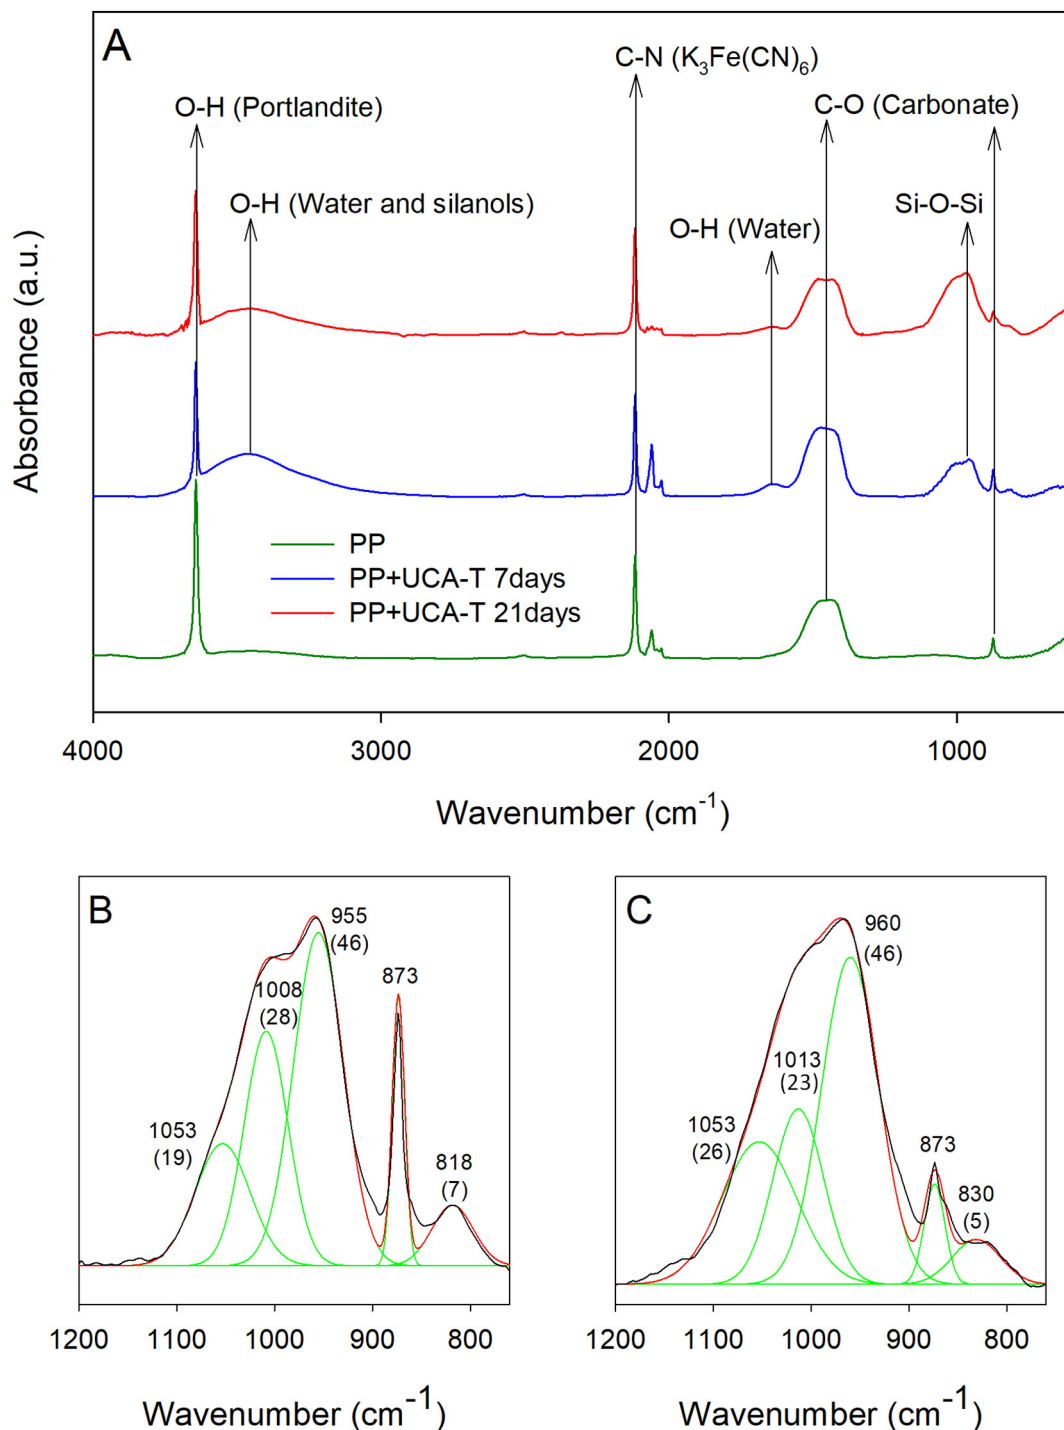 A
C-N (K3Fe(CN)6)
O-H (Portlandite)
C-O (Carbonate)
O-H (Water and silanols)
Si-O-Si
O-H (Water)
Absorbance (a.u.)
PP
PP+UCA-T 7days
PP+UCA-T 21days
4000
3000
2000
1000
Wavenumber (cm-1)
B
955
(46)
1008
(28)
873
1053
(19)
818
(7)
1200
1100
1000
900
800
Wavenumber (cm-1)
C
960
(46)
1013
(23)
1053
(26)
873
830
(5)
1200
1100
1000
900
800
Wavenumber (cm-1)